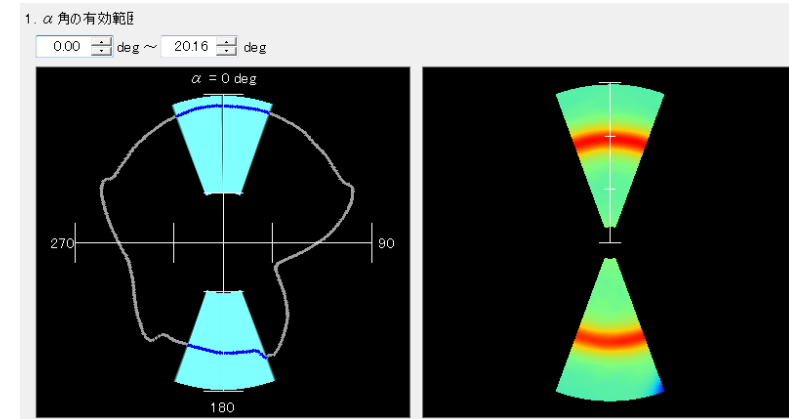 1. α 角の有効範囲
0.00 deg ～ 20.16 deg
α = 0 deg
270 90
180